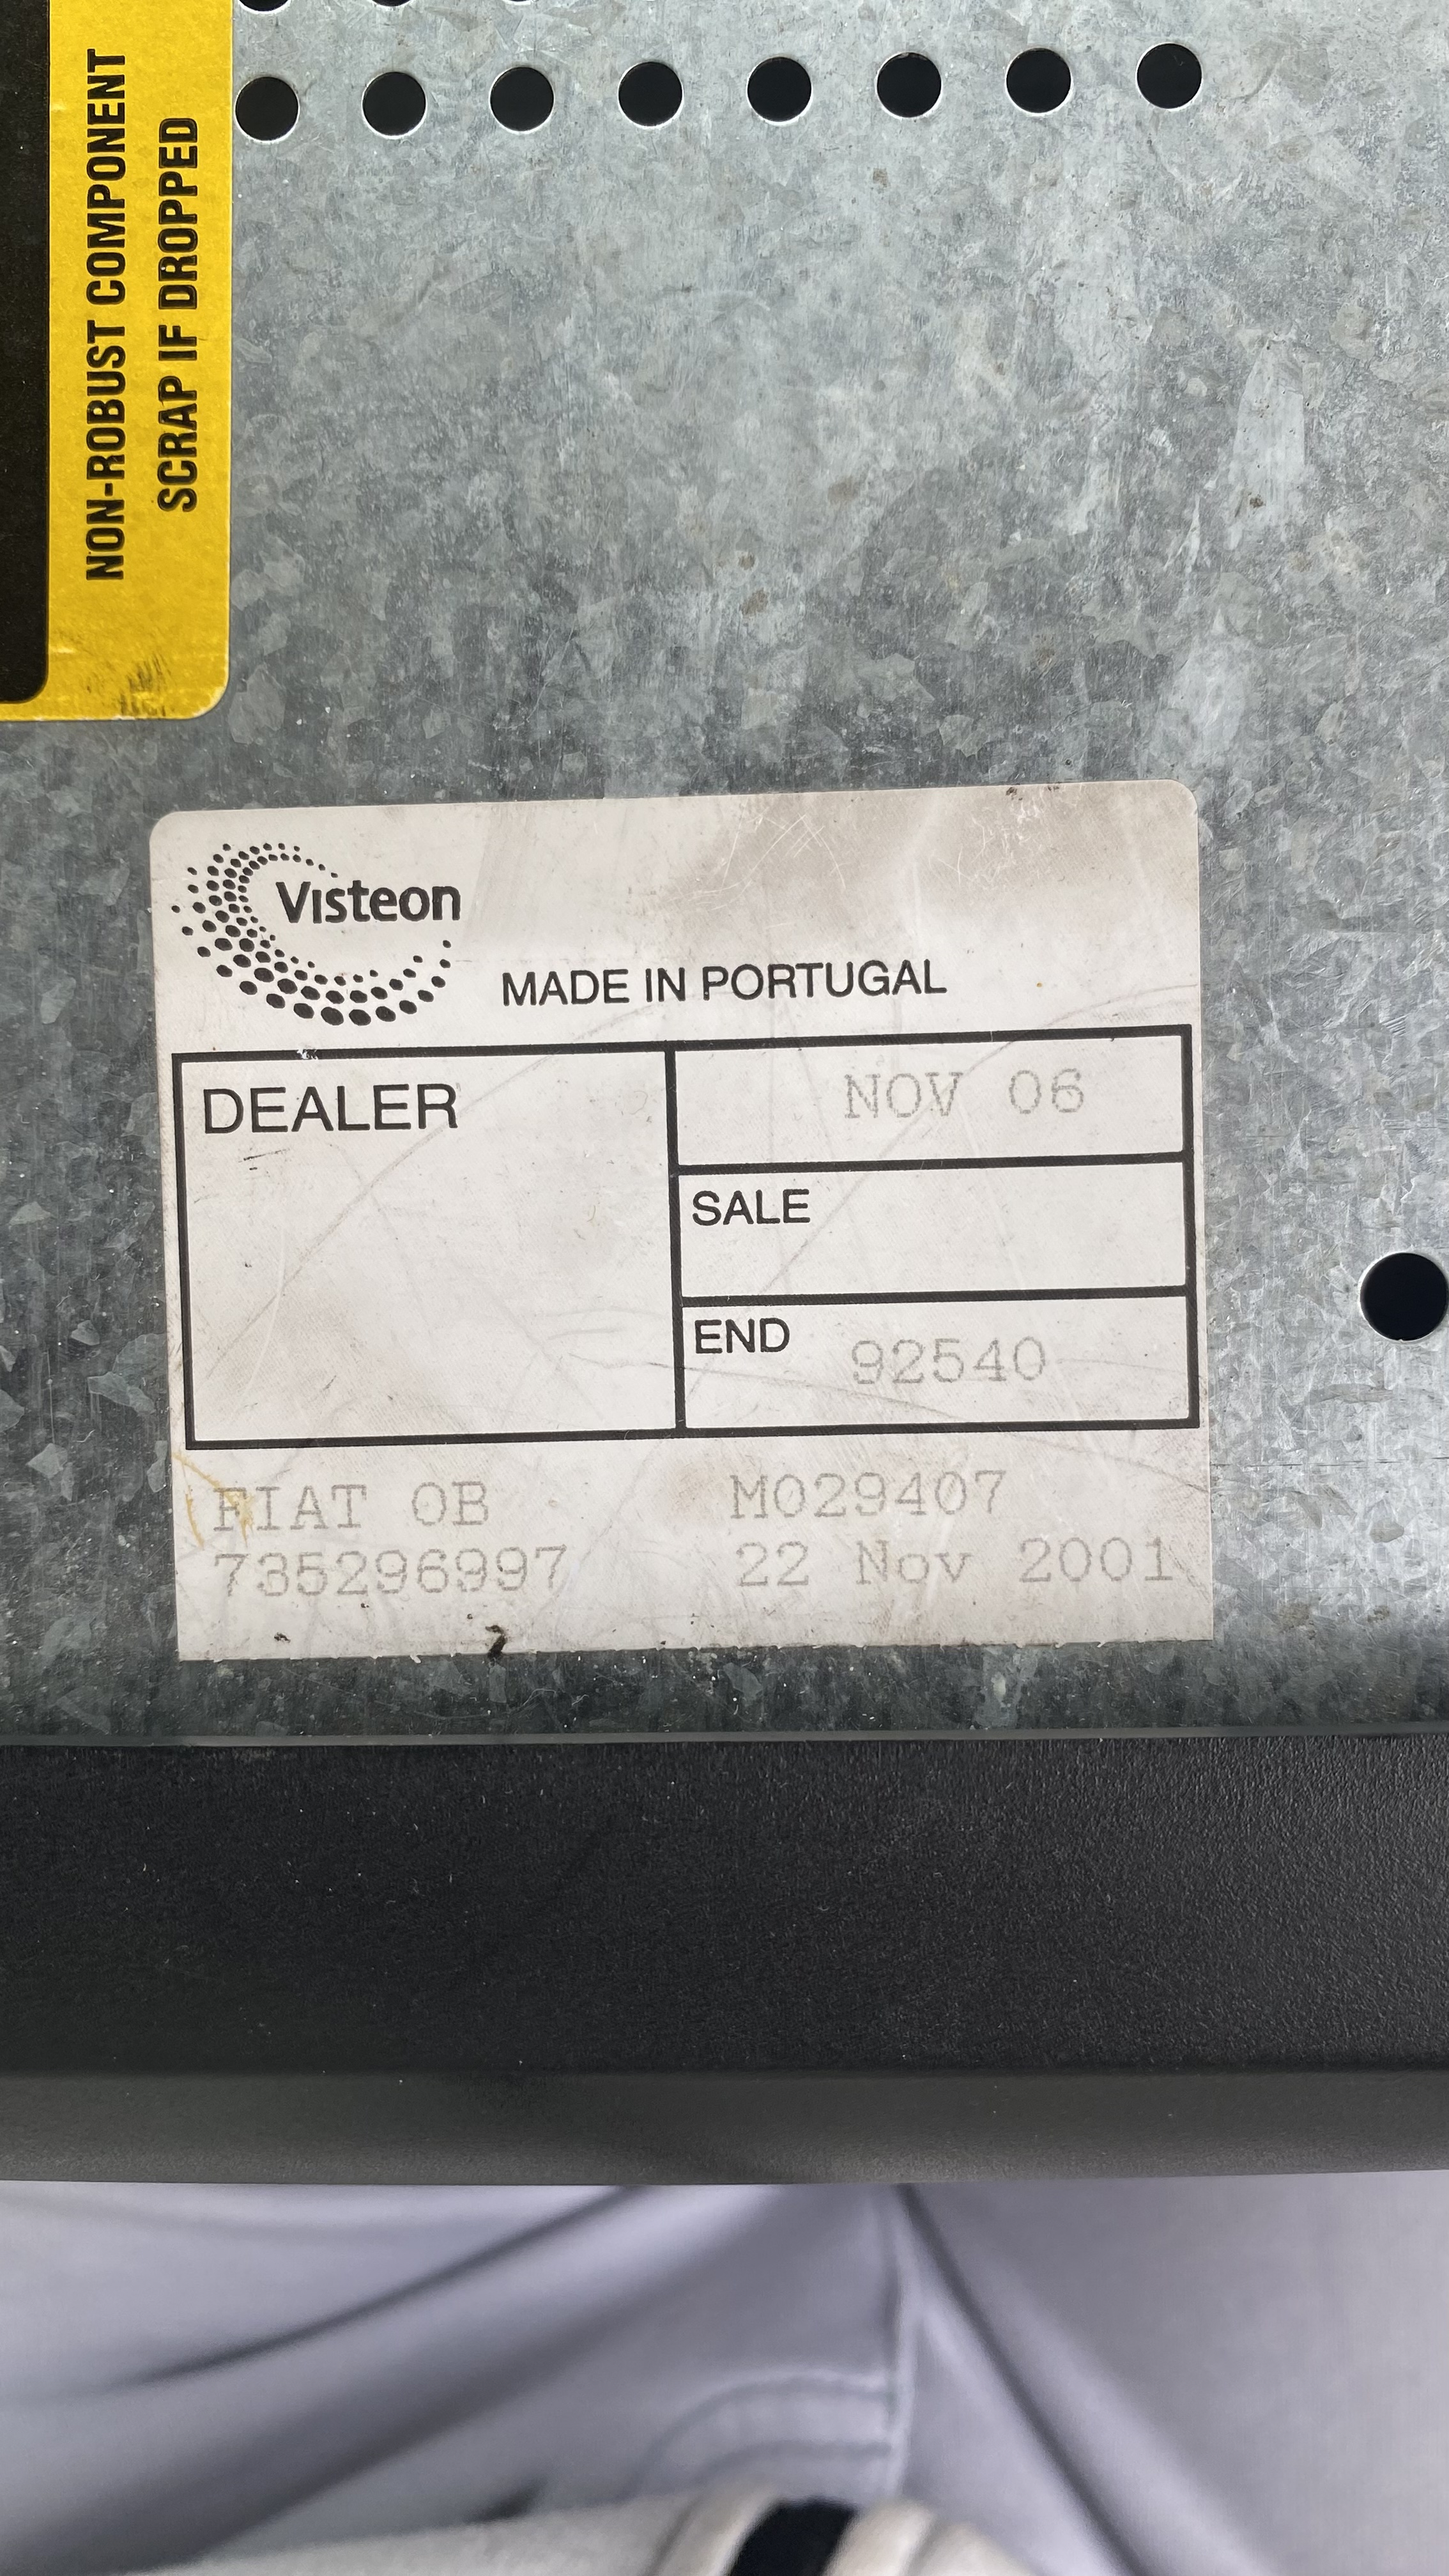 NON-ROBUST COMPONENT
SCRAP IF DROPPED
Visteon
MADE IN PORTUGAL
DEALER
NOV 06
SALE
END 92540
FIAT OB M029407
735296997 22 Nov 2001